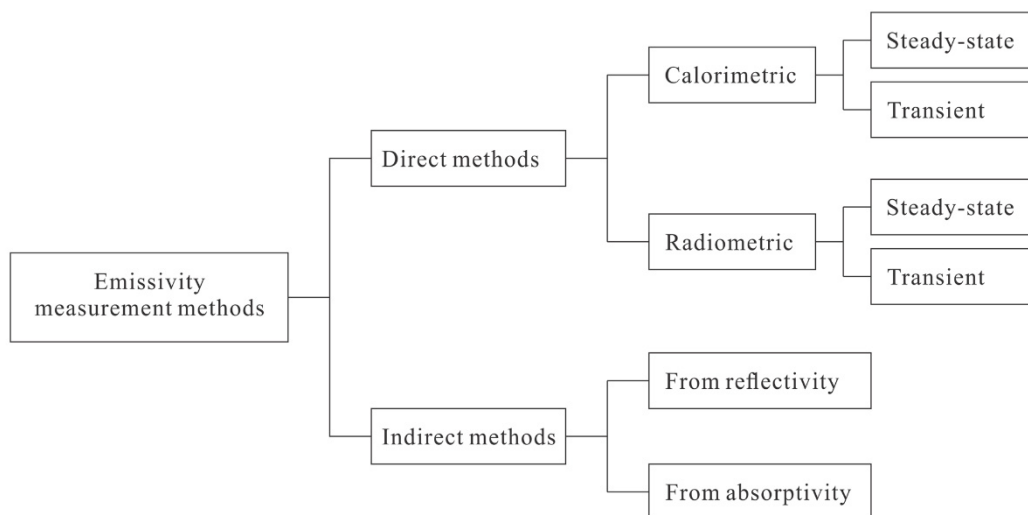 Emissivity
measurement methods
Direct methods
Calorimetric
Steady-state
Transient
Radiometric
Steady-state
Transient
Indirect methods
From reflectivity
From absorptivity